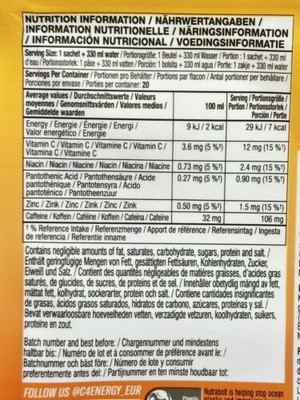 NUTRITION INFORMATION / NÄHRWERTANGABEN /
INFORMATION NUTRITIONELLE / NÄRINGSINFORMATION
/ INFORMACIÓN NUTRICIONAL / VOEDINGSINFORMATIE
Serving Size: 1 sachet + 330 ml water / Portionsgröße: 1 Beutel + 330 ml Wasser / Portion : 1 sachet + 330 ml
d'eau / Portionsstorlek: 1 påse + 330 ml vatten / Porción: 1 bolsita + 330 ml agua / Portie: 1 zakje + 330 ml water
Servings Per Container / Portionen pro Behälter / Portions par flacon / Antal portioner per behållare /
Porciones por envase / Porties per container: 20
Average values / Durchschnittswerte / Valeurs
moyennes / Genomsnittsvärden / Valores medios /
Gemiddelde waarden
100 ml
Serving / Portionsgröße /
Portion / Portionsstorlek /
Porción / Portie
Energy / Energie / Énergie / Energi /
Valor energético / Energie
9 kJ / 2 kcal
29 kJ / 7 kcal
Vitamin C / Vitamin C / Vitamine C / Vitamin C /
Vitamina C / Vitamine C
3.6 mg (5 %†)
12 mg (15 %†)
Niacin / Niacin / Niacine / Niacin / Niacina / Niacine
0.73 mg (5 %†)
2.4 mg (15 %†)
Pantothenic Acid / Pantothensäure / Acide
pantothénique / Pantotensyra / Ácido
pantoténico / Pantotheenzuur
0.27 mg (5 %†)
0.90 mg (15 %†)
Zinc / Zink / Zinc / Zink / Zinc / Zink
0.50 mg (5 %†)
1.5 mg (15 %†)
Caffeine / Koffein / Caféine / Koffein / Cafeína / Cafeïne
32 mg
106 mg
† % Reference Intake / Referenzmenge / Apport de référence / Referensintag / Ingesta
de referencia / Referentie inname
Contains negligible amounts of fat, saturates, carbohydrate, sugars, protein and salt. /
Enthält geringfügige Mengen von Fett, gesättigten Fettsäuren, Kohlenhydraten, Zucker,
Eiweiß und Salz. / Contient des quantités négligeables de matières grasses, d'acides gras
saturés, de glucides, de sucres, de protéines et de sel. / Innehåller obetydlig mängd av fett,
mättat fett, kolhydrat, sockerarter, protein och salt. / Contiene cantidades insignificantes
de grasas, ácidos grasos saturados, hidratos de carbono, azúcares, proteínas y sal. /
Bevat verwaarloosbare hoeveelheden vetten, verzadigde vetzuren, koolhydraten, suikers,
proteïne en zout.
Batch number and best before: / Chargennummer und mindestens
haltbar bis: / Numéro de lot et à consommer de préférence avant le: /
Batchnummer och bäst före: / Número de lote y consumir
preferentemente antes del: / Partijnummer en ten minste houdbaar tot:
FOLLOW US @C4ENERGY_EUR
Nutrabolt is helping stop ocean